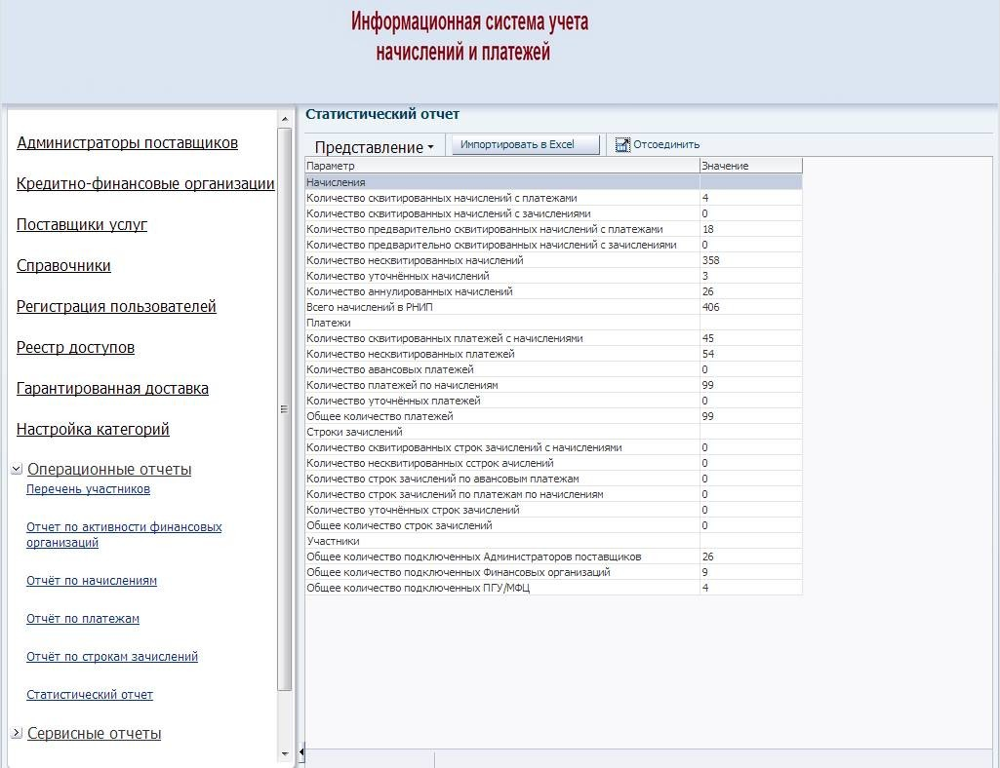 Информационная система учета
начислений и платежей
Администраторы поставщиков
Кредитно-финансовые организации
Поставщики услуг
Справочники
Регистрация пользователей
Реестр доступов
Гарантированная доставка
Настройка категорий
Операционные отчеты
Перечень участников
Отчет по активности финансовых
организаций
Отчёт по начислениям
Отчёт по платежам
Отчёт по строкам зачислений
Статистический отчет
Сервисные отчеты
Статистический отчет
Представление Импортировать в Excel Отсоединить
Параметр Значение
Начисления
Количество сквитированных начислений с платежами 4
Количество сквитированных начислений с зачислениями 0
Количество предварительно сквитированных начислений с платежами 18
Количество предварительно сквитированных начислений с зачислениями 0
Количество несквитированных начислений 358
Количество уточнённых начислений 3
Количество аннулированных начислений 26
Всего начислений в РНИП 406
Платежи
Количество сквитированных платежей с начислениями 45
Количество несквитированных платежей 54
Количество авансовых платежей 0
Количество платежей по начислениям 99
Количество уточнённых платежей 0
Общее количество платежей 99
Строки зачислений
Количество сквитированных строк зачислений с начислениями 0
Количество несквитированных сстрок ачислений 0
Количество строк зачислений по авансовым платежам 0
Количество строк зачислений по платежам по начислениям 0
Количество уточнённых строк зачислений 0
Общее количество строк зачислений 0
Участники
Общее количество подключенных Администраторов поставщиков 26
Общее количество подключенных Финансовых организаций 9
Общее количество подключенных ПГУ/МФЦ 4